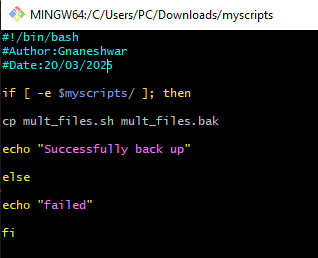 MINGW64:/C/Users/PC/Downloads/myscripts
#!/bin/bash
#Author:Gnaneshwar
#Date:20/03/2025
if [ -e $myscripts/ ]; then
cp mult_files.sh mult_files.bak
echo "Successfully back up"
else
echo "failed"
fi